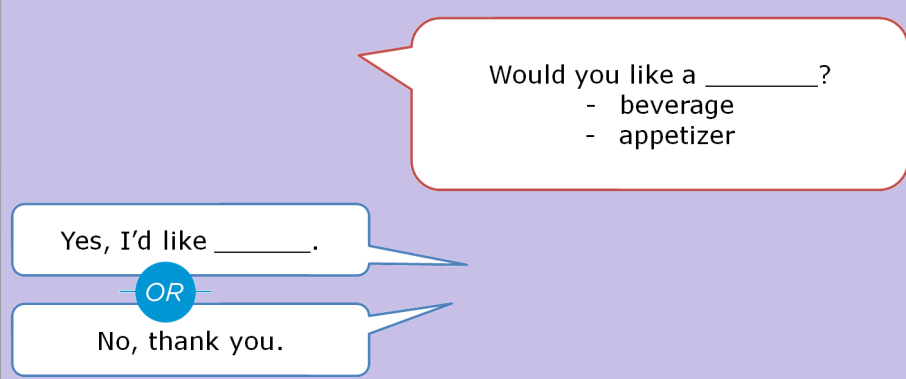 Would you like a ________?
- beverage
- appetizer
Yes, I’d like _______.
OR
No, thank you.